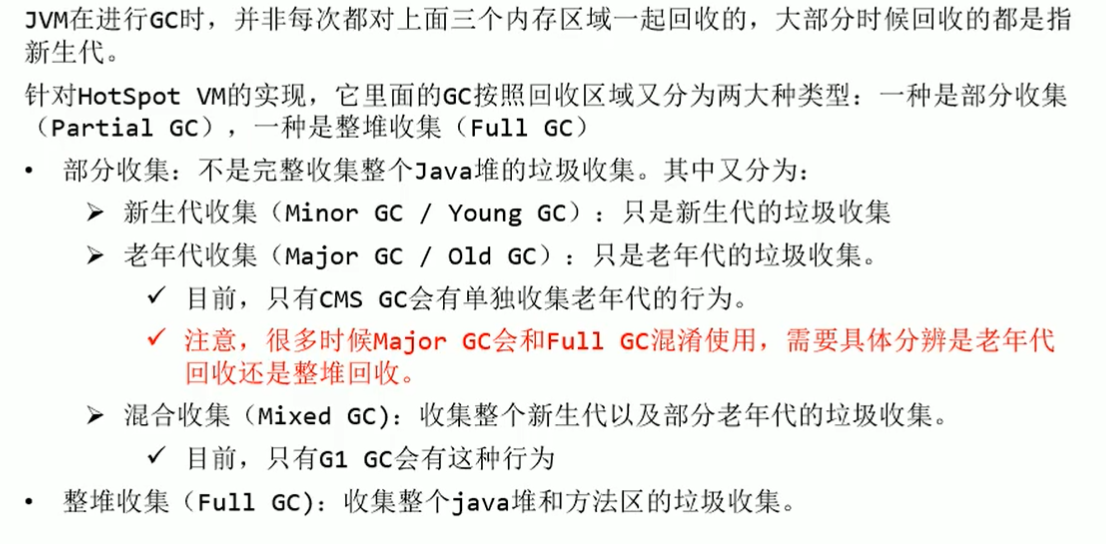 JVM在进行GC时，并非每次都对上面三个内存区域一起回收的，大部分时候回收的都是指
新生代。
针对HotSpot VM的实现，它里面的GC按照回收区域又分为两大种类型：一种是部分收集
（Partial GC），一种是整堆收集（Full GC）
• 部分收集：不是完整收集整个Java堆的垃圾收集。其中又分为：
➢ 新生代收集（Minor GC / Young GC）：只是新生代的垃圾收集
➢ 老年代收集（Major GC / Old GC）：只是老年代的垃圾收集。
✓ 目前，只有CMS GC会有单独收集老年代的行为。
✓ 注意，很多时候Major GC会和Full GC混淆使用，需要具体分辨是老年代
回收还是整堆回收。
➢ 混合收集（Mixed GC）：收集整个新生代以及部分老年代的垃圾收集。
✓ 目前，只有G1 GC会有这种行为
• 整堆收集（Full GC）：收集整个java堆和方法区的垃圾收集。